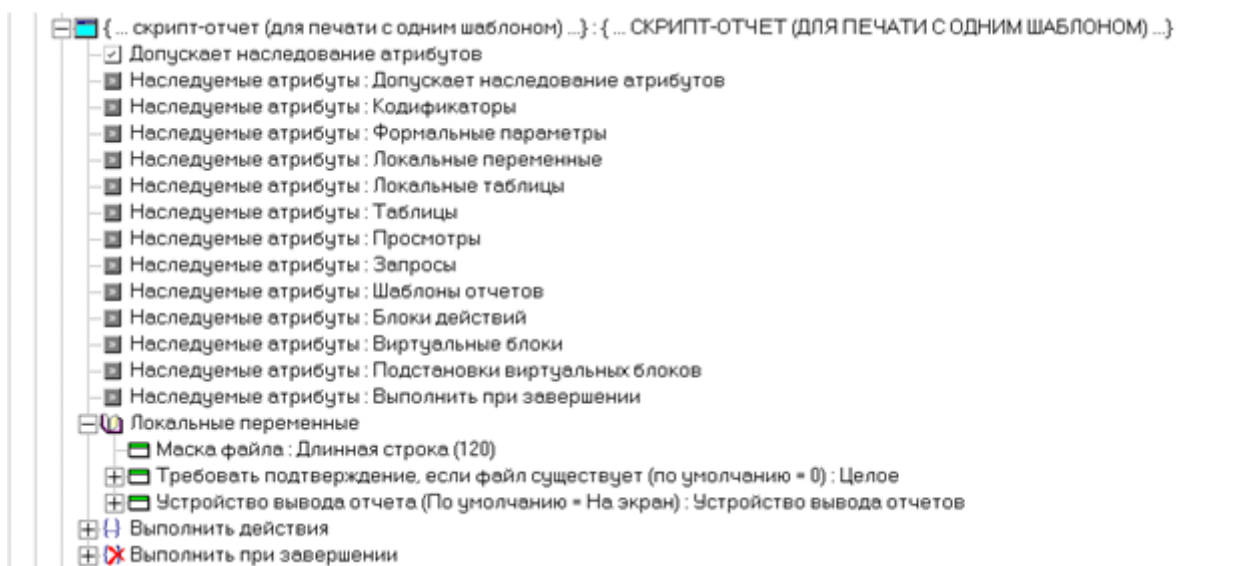 { ... скрипт-отчет (для печати с одним шаблоном) ...} : { ... СКРИПТ-ОТЧЕТ (ДЛЯ ПЕЧАТИ С ОДНИМ ШАБЛОНОМ) ...}
Допускает наследование атрибутов
Наследуемые атрибуты : Допускает наследование атрибутов
Наследуемые атрибуты : Кодификаторы
Наследуемые атрибуты : Формальные параметры
Наследуемые атрибуты : Локальные переменные
Наследуемые атрибуты : Локальные таблицы
Наследуемые атрибуты : Таблицы
Наследуемые атрибуты : Просмотры
Наследуемые атрибуты : Запросы
Наследуемые атрибуты : Шаблоны отчетов
Наследуемые атрибуты : Блоки действий
Наследуемые атрибуты : Виртуальные блоки
Наследуемые атрибуты : Подстановки виртуальных блоков
Наследуемые атрибуты : Выполнить при завершении
Локальные переменные
Маска файла : Длинная строка (120)
Требовать подтверждение, если файл существует (по умолчанию = 0) : Целое
Устройство вывода отчета (По умолчанию = На экран) : Устройство вывода отчетов
Выполнить действия
Выполнить при завершении